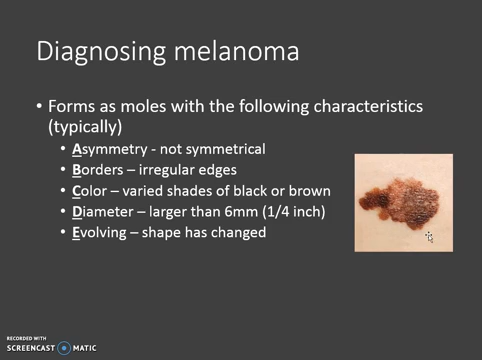 Diagnosing melanoma
• Forms as moles with the following characteristics
(typically)
• Asymmetry - not symmetrical
• Borders – irregular edges
• Color – varied shades of black or brown
• Diameter – larger than 6mm (1/4 inch)
• Evolving – shape has changed
RECORDED WITH
SCREENCAST MATIC